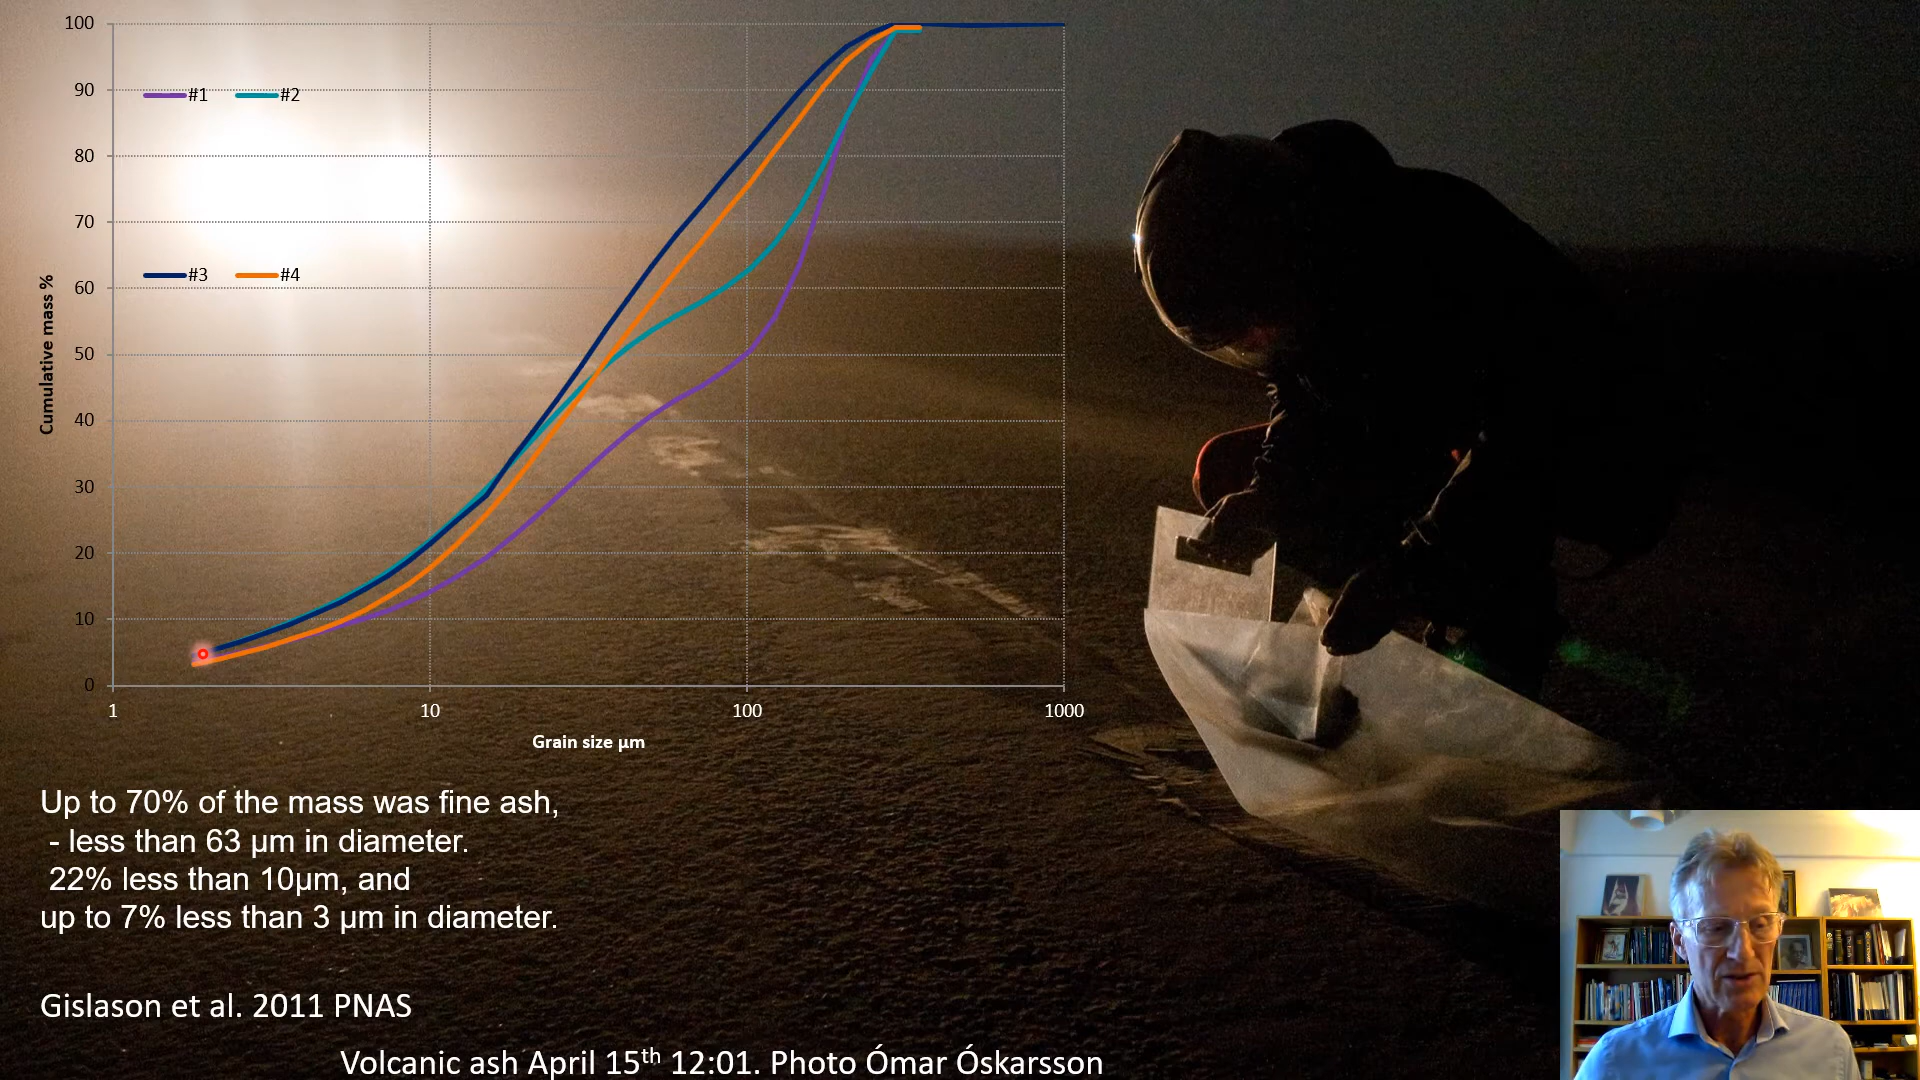 100
90
80
70
60
50
40
30
20
10
0
Cumulative mass %
#1 #2
#3 #4
1 10 100 1000
Grain size µm
Up to 70% of the mass was fine ash,
- less than 63 µm in diameter.
22% less than 10µm, and
up to 7% less than 3 µm in diameter.
Gislason et al. 2011 PNAS
Volcanic ash April 15th 12:01. Photo Ómar Óskarsson